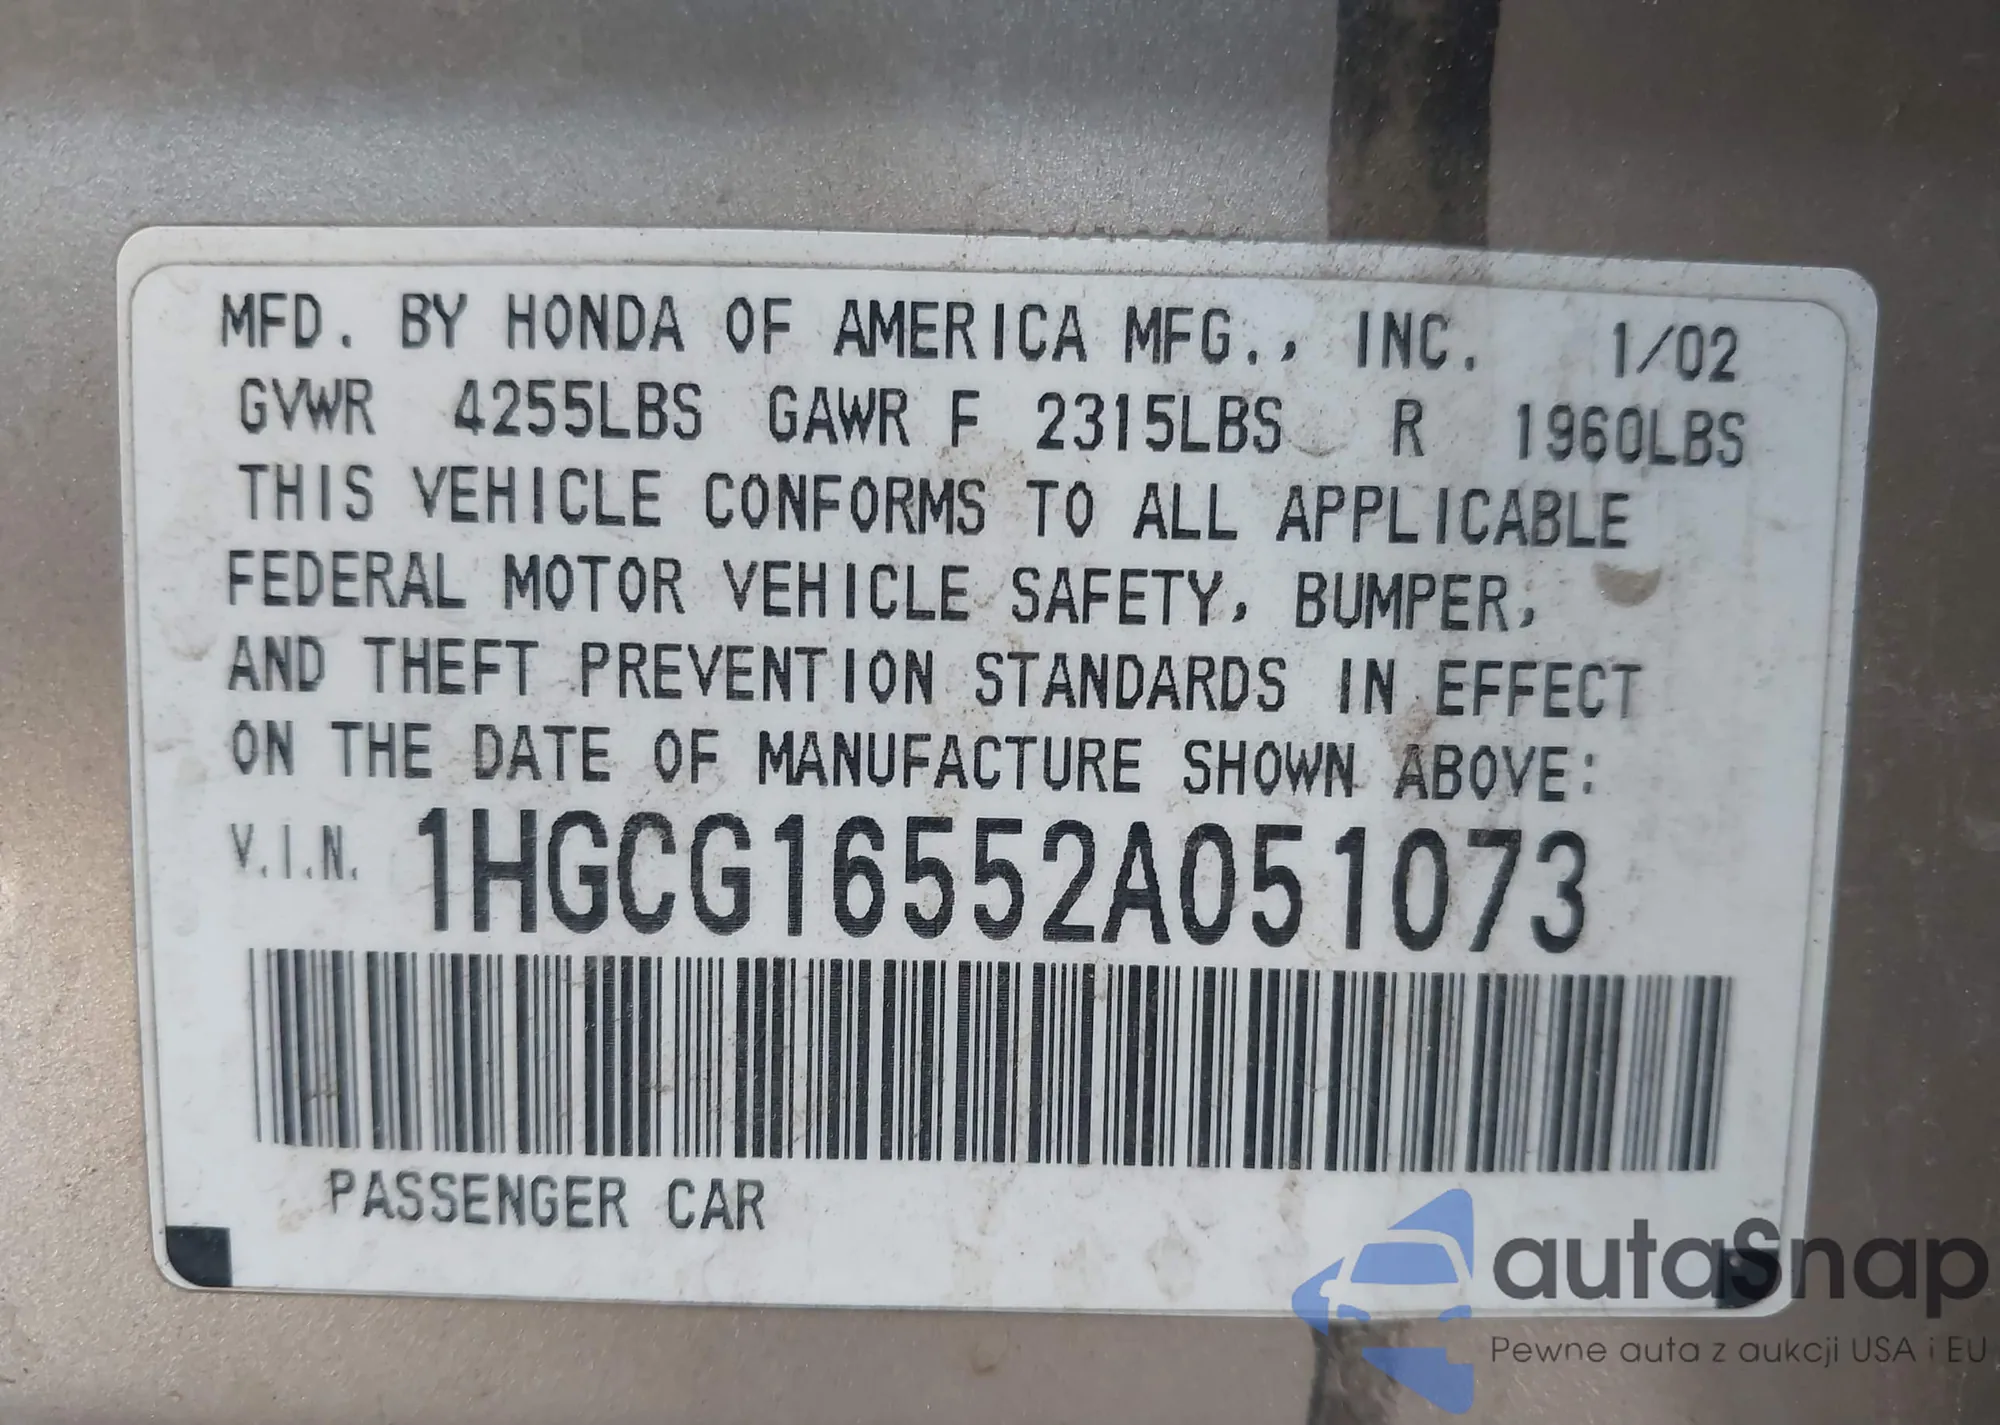 MFD. BY HONDA OF AMERICA MFG., INC. 1/02
GVWR 4255LBS GAWR F 2315LBS R 1960LBS
THIS VEHICLE CONFORMS TO ALL APPLICABLE
FEDERAL MOTOR VEHICLE SAFETY, BUMPER,
AND THEFT PREVENTION STANDARDS IN EFFECT
ON THE DATE OF MANUFACTURE SHOWN ABOVE:
V.I.N. 1HGCG16552A051073
PASSENGER CAR
autaSnap
Pewne auta z aukcji USA i EU